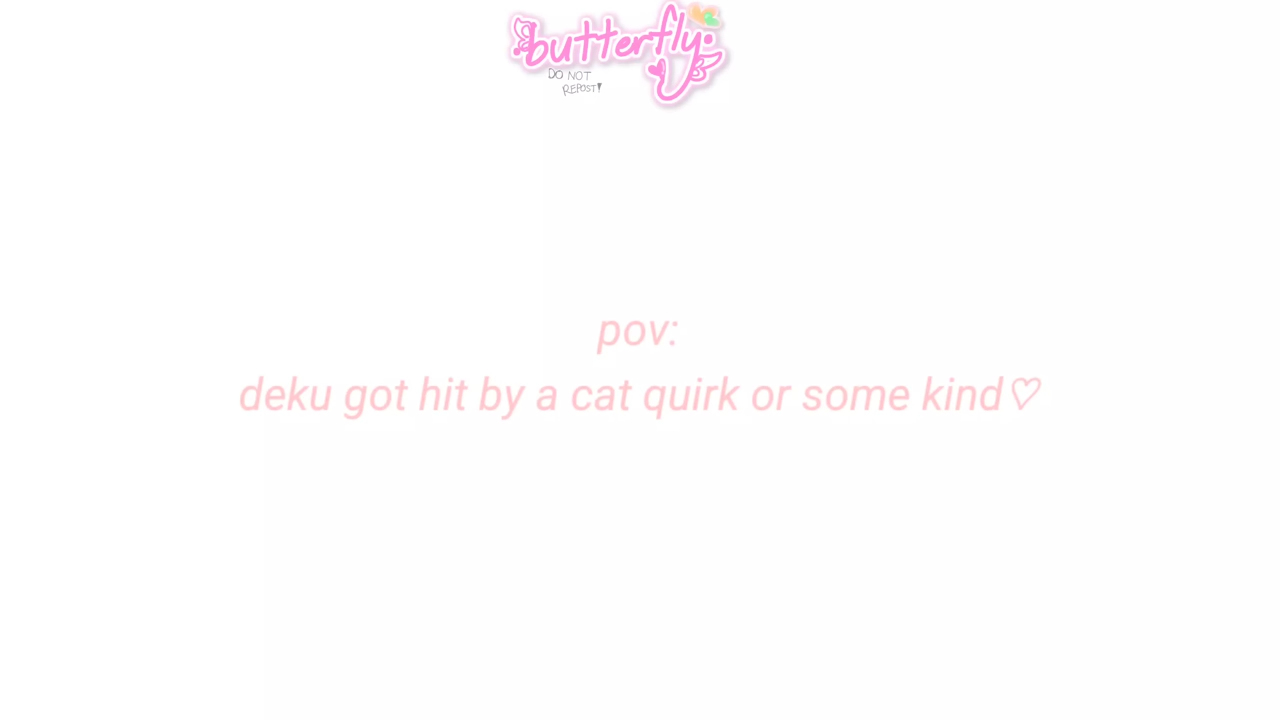 butterfly
DO NOT
REPOST!
pov:
deku got hit by a cat quirk or some kind♡